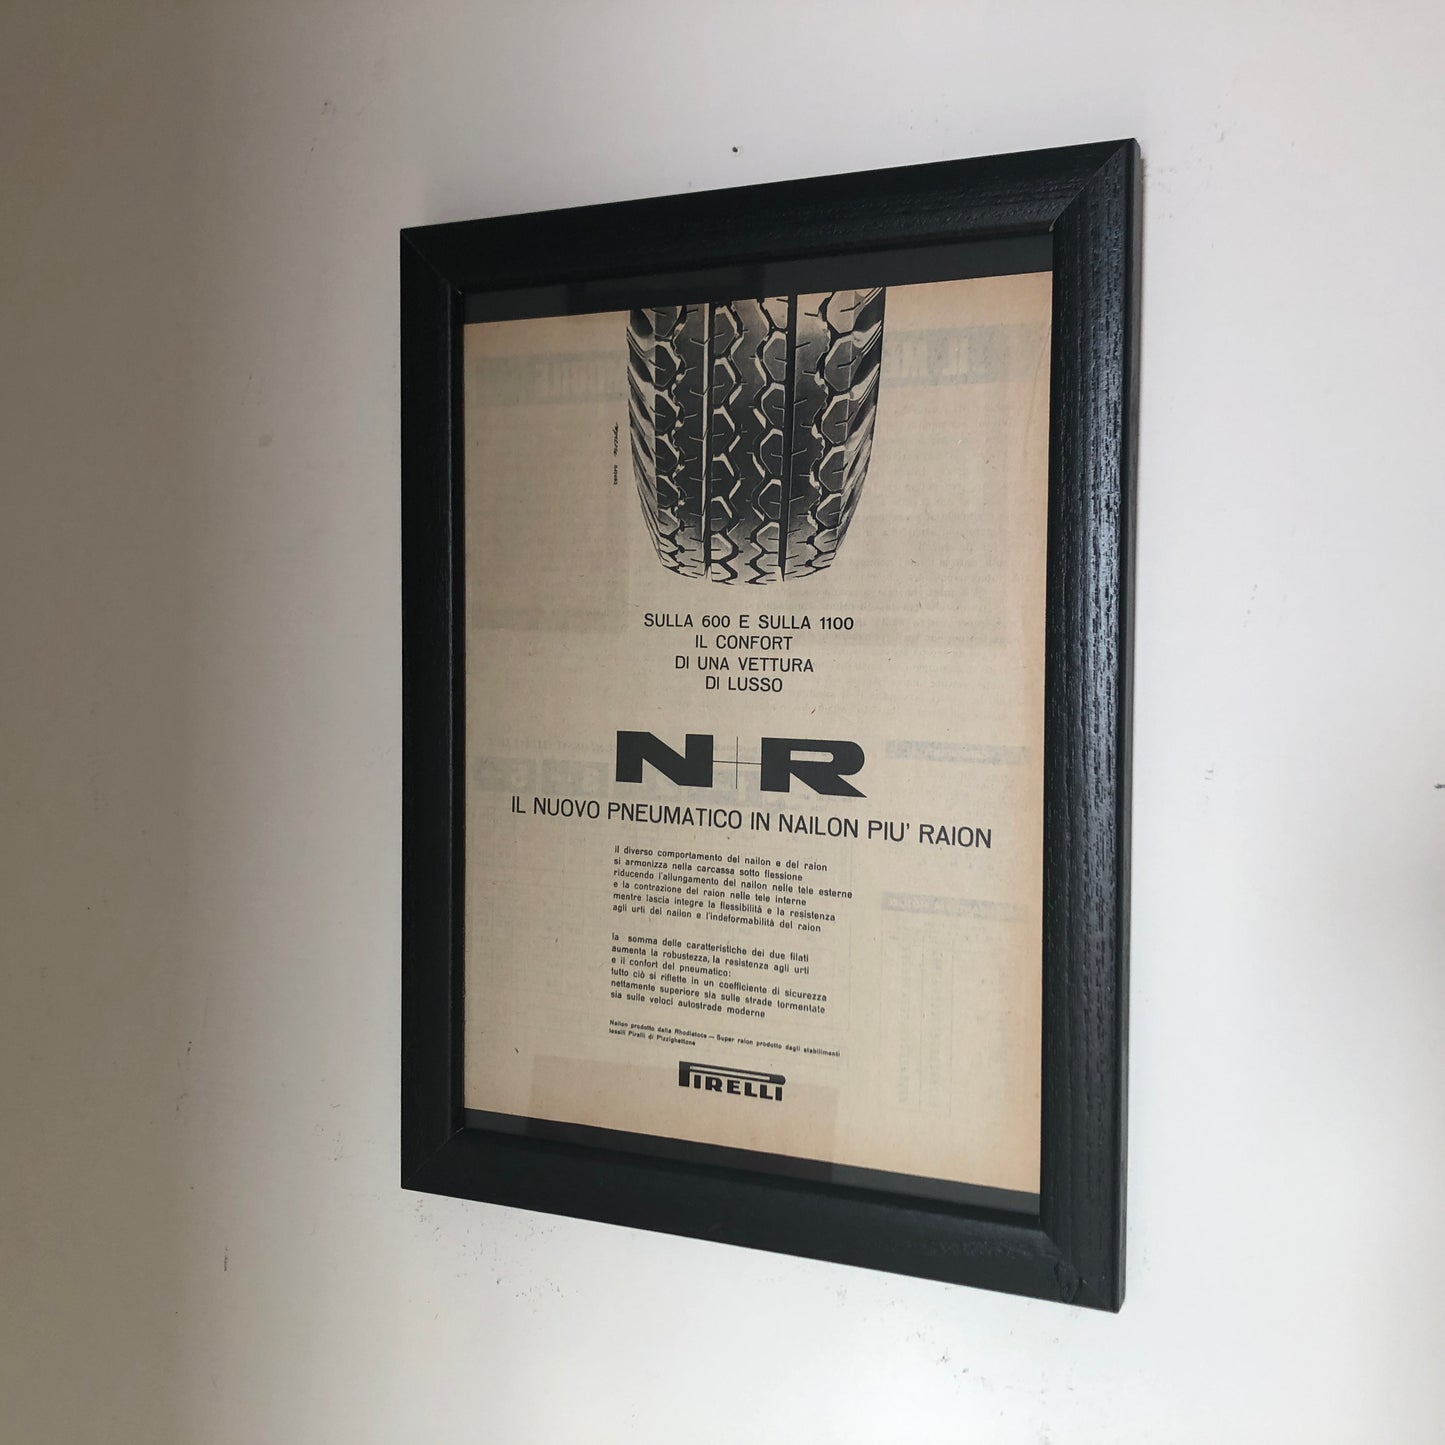 centro
SULLA 600 E SULLA 1100
IL CONFORT
DI UNA VETTURA
DI LUSSO
N+R
IL NUOVO PNEUMATICO IN NAILON PIU' RAION
il diverso comportamento del nailon e del raion
si armonizza nella carcassa sotto flessione
riducendo l'allungamento del nailon nelle tele esterne
e la contrazione del raion nelle tele interne
mentre lascia integre la flessibilità e la resistenza
agli urti del nailon e l'indeformabilità del raion
la somma delle caratteristiche dei due filati
aumenta la robustezza, la resistenza agli urti
e il confort del pneumatico:
tutto ciò si riflette in un coefficiente di sicurezza
nettamente superiore sia sulle strade tormentate
sia sulle veloci autostrade moderne
Nailon prodotto dalla Rhodiatoce — Super raion prodotto dagli stabilimenti
tessili Pirelli di Pizzighettone
PIRELLI